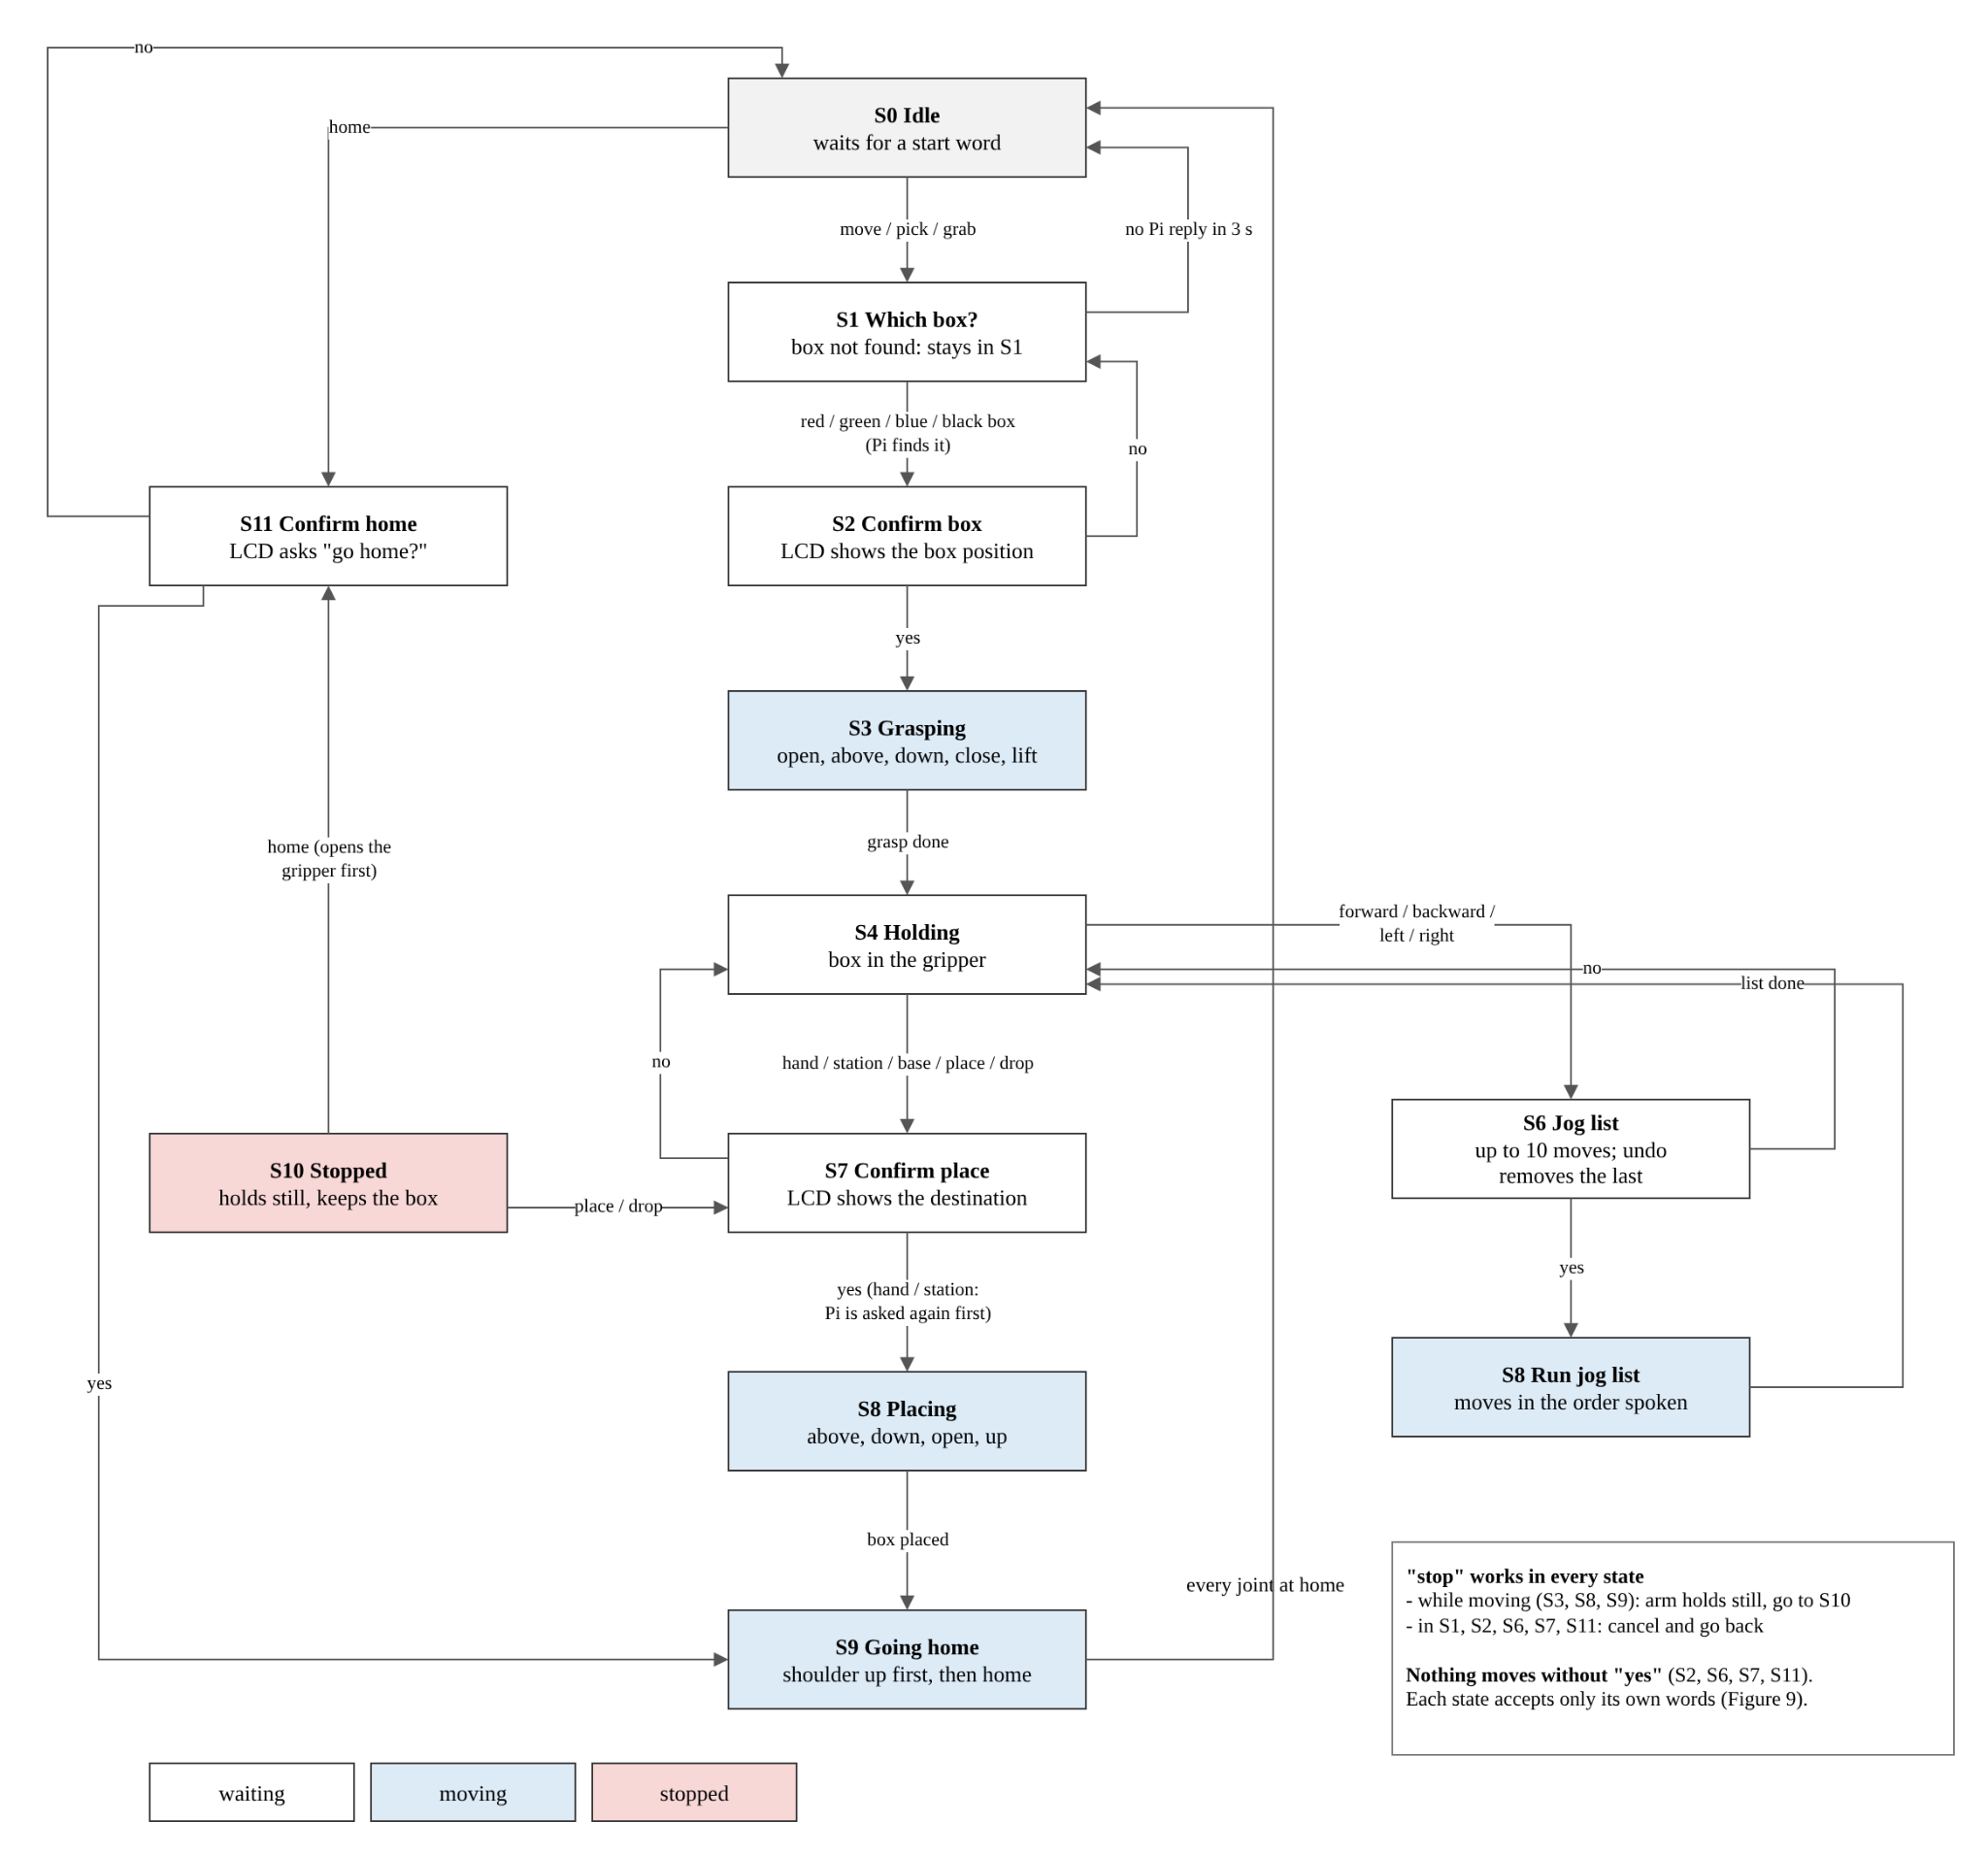 no
S0 Idle
waits for a start word
home
move / pick / grab
no Pi reply in 3 s
S1 Which box?
box not found: stays in S1
red / green / blue / black box
(Pi finds it)
no
S11 Confirm home
LCD asks "go home?"
S2 Confirm box
LCD shows the box position
yes
S3 Grasping
open, above, down, close, lift
home (opens the
gripper first)
grasp done
S4 Holding
box in the gripper
forward / backward /
left / right
no
list done
no
hand / station / base / place / drop
S6 Jog list
up to 10 moves; undo
removes the last
S10 Stopped
holds still, keeps the box
place / drop
S7 Confirm place
LCD shows the destination
yes
yes (hand / station:
Pi is asked again first)
yes
S8 Run jog list
moves in the order spoken
S8 Placing
above, down, open, up
box placed
every joint at home
S9 Going home
shoulder up first, then home
"stop" works in every state
- while moving (S3, S8, S9): arm holds still, go to S10
- in S1, S2, S6, S7, S11: cancel and go back
Nothing moves without "yes" (S2, S6, S7, S11).
Each state accepts only its own words (Figure 9).
waiting
moving
stopped